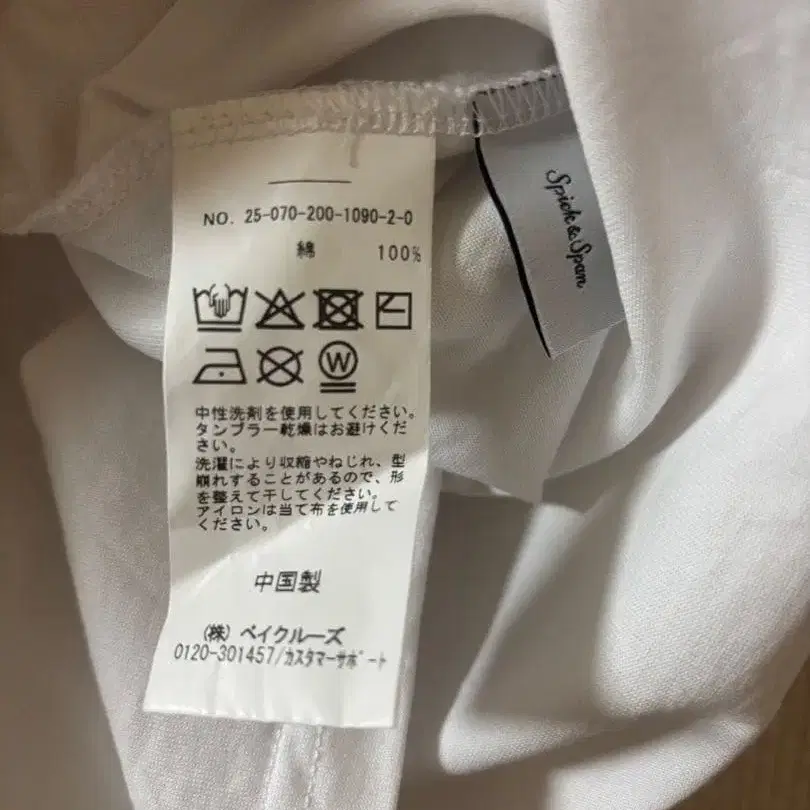 NO. 25-070-200-1090-2-0
綿 100%
W
中性洗剤を使用してください。
タンブラー乾燥はお避けくだ
さい。
洗濯により収縮やねじれ、型
崩れすることがあるので、形
を整えて干してください。
アイロンは当て布を使用して
ください。
中国製
(株) ベイクルーズ
0120-301457/カスタマーサポート
Spick & Span